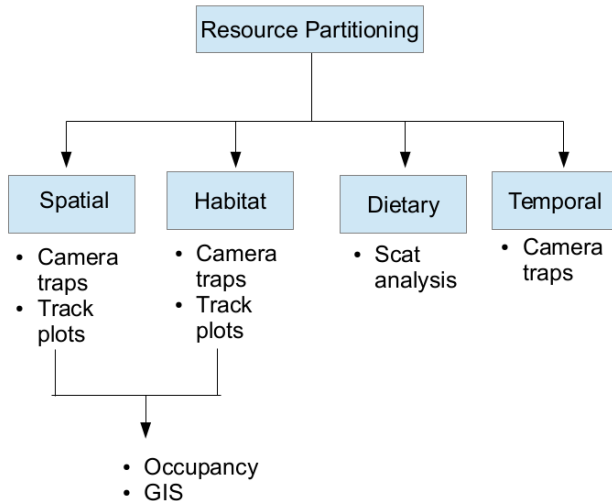 Resource Partitioning
Spatial
Habitat
Dietary
Temporal
• Camera
traps
• Track
plots
• Camera
traps
• Track
plots
• Scat
analysis
• Camera
traps
• Occupancy
• GIS